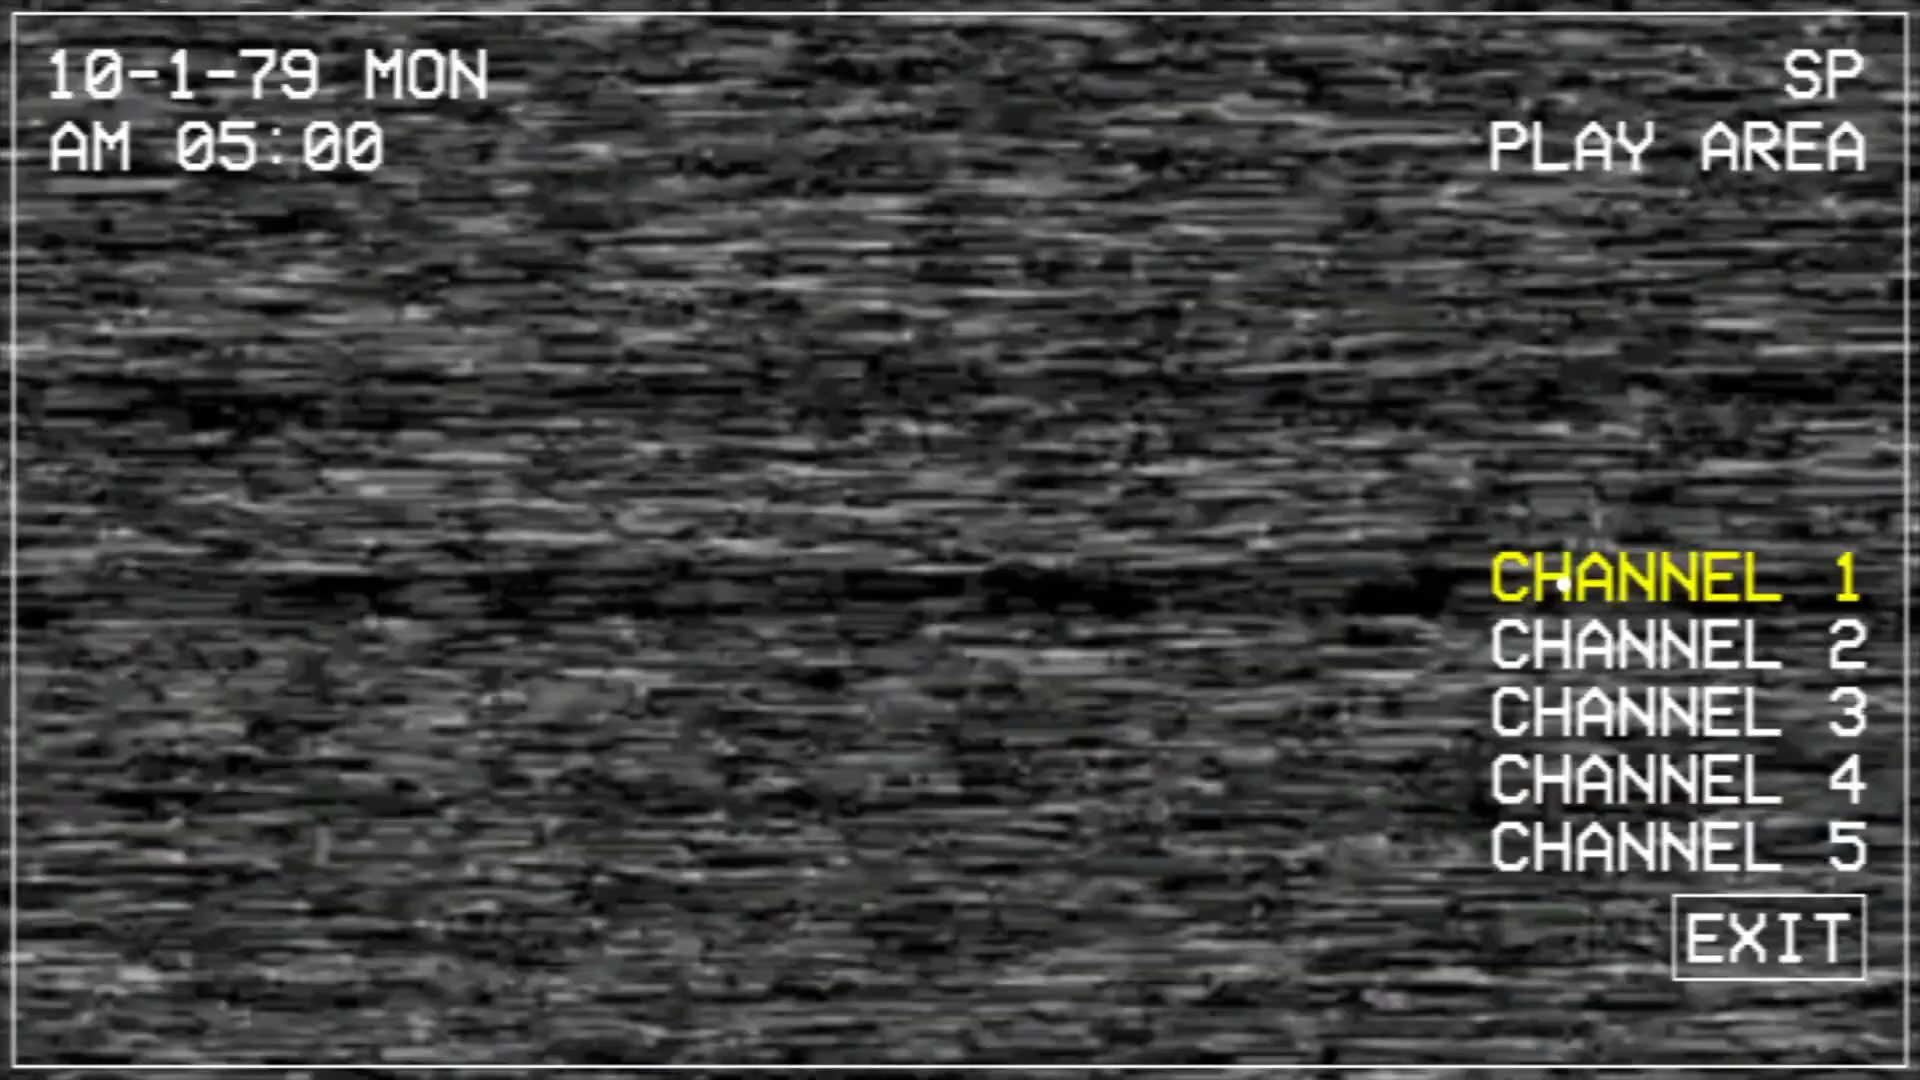 10-1-79 MON
AM 05:00
SP
PLAY AREA
CHANNEL 1
CHANNEL 2
CHANNEL 3
CHANNEL 4
CHANNEL 5
EXIT